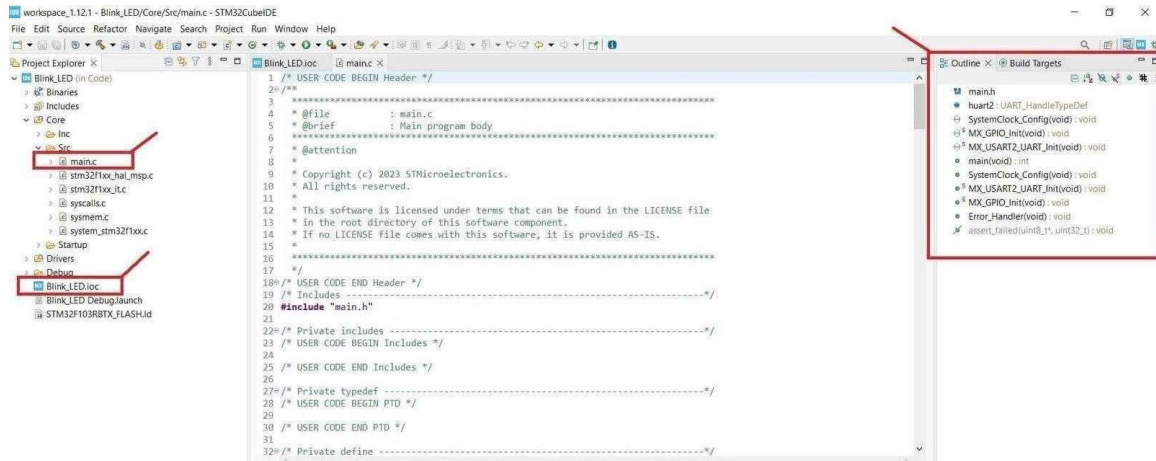 workspace_1.12.1 - Blink_LED/Core/Src/main.c - STM32CubeIDE
File Edit Source Refactor Navigate Search Project Run Window Help
Project Explorer
Blink_LED (in Code)
Binaries
Includes
Core
Inc
Src
main.c
stm32f1xx_hal_msp.c
stm32f1xx_it.c
syscalls.c
sysmem.c
system_stm32f1xx.c
Startup
Drivers
Debug
Blink_LED.ioc
Blink_LED Debug.launch
STM32F103RBTX_FLASH.ld
Blink_LED.ioc main.c
1 /* USER CODE BEGIN Header */
2 /**
3 ******************************************************************************
4 * @file : main.c
5 * @brief : Main program body
6 ******************************************************************************
7 * @attention
8 *
9 * Copyright (c) 2023 STMicroelectronics.
10 * All rights reserved.
11 *
12 * This software is licensed under terms that can be found in the LICENSE file
13 * in the root directory of this software component.
14 * If no LICENSE file comes with this software, it is provided AS-IS.
15 *
16 ******************************************************************************
17 */
18 /* USER CODE END Header */
19 /* Includes ------------------------------------------------------------------*/
20 #include "main.h"
21
22 /* Private includes ----------------------------------------------------------*/
23 /* USER CODE BEGIN Includes */
24
25 /* USER CODE END Includes */
26
27 /* Private typedef -----------------------------------------------------------*/
28 /* USER CODE BEGIN PTD */
29
30 /* USER CODE END PTD */
31
32 /* Private define ------------------------------------------------------------*/
Outline Build Targets
main.h
huart2 : UART_HandleTypeDef
SystemClock_Config(void) : void
S MX_GPIO_Init(void) : void
S MX_USART2_UART_Init(void) : void
main(void) : int
SystemClock_Config(void) : void
S MX_USART2_UART_Init(void) : void
S MX_GPIO_Init(void) : void
Error_Handler(void) : void
assert_failed(uint8_t*, uint32_t) : void